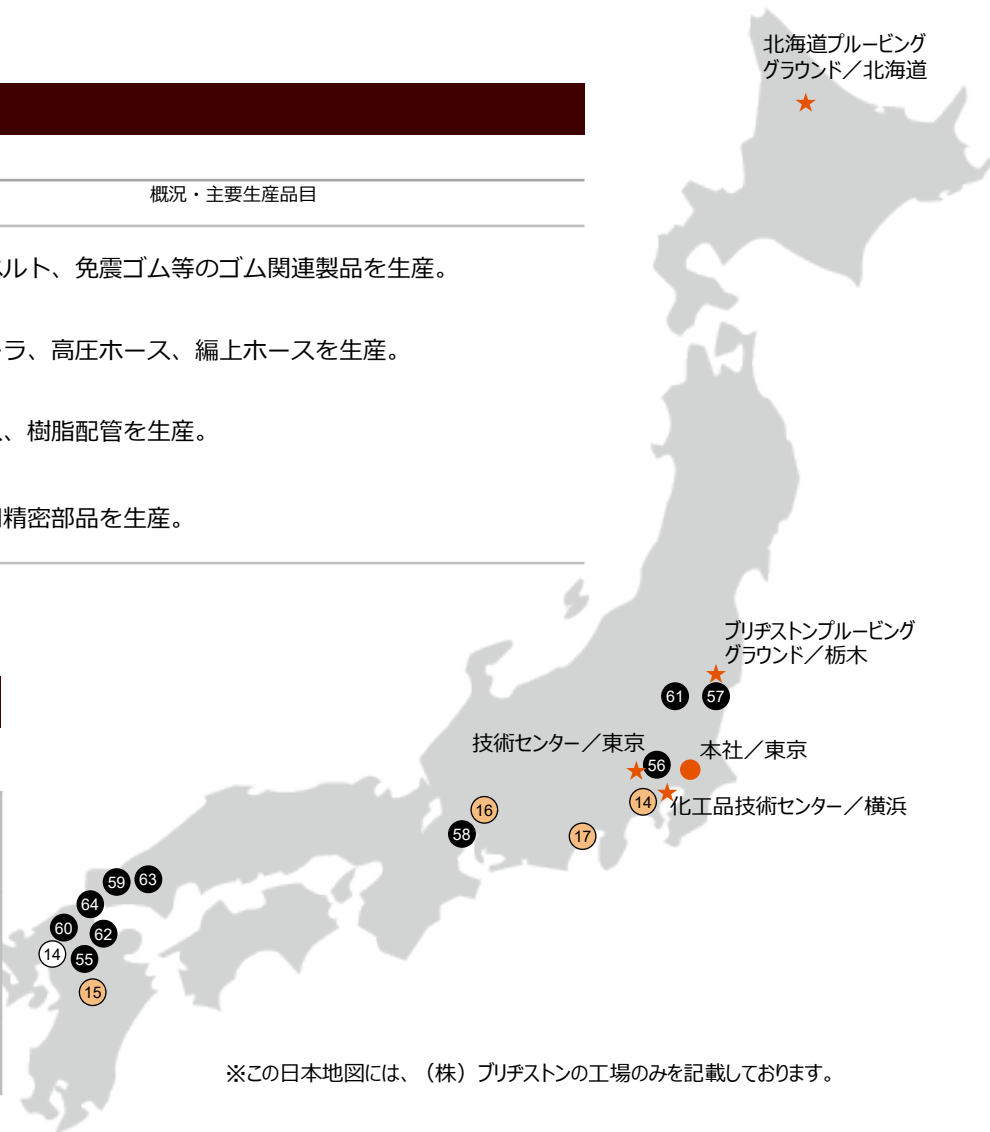 北海道プルービング
グラウンド／北海道
概況・主要生産品目
ルト、免震ゴム等のゴム関連製品を生産。
ラ、高圧ホース、編上ホースを生産。
、樹脂配管を生産。
精密部品を生産。
ブリヂストンプルービング
グラウンド／栃木
61
57
技術センター／東京
56
本社／東京
14
化工品技術センター／横浜
16
58
17
59
63
64
60
62
14
55
15
※この日本地図には、（株）ブリヂストンの工場のみを記載しております。